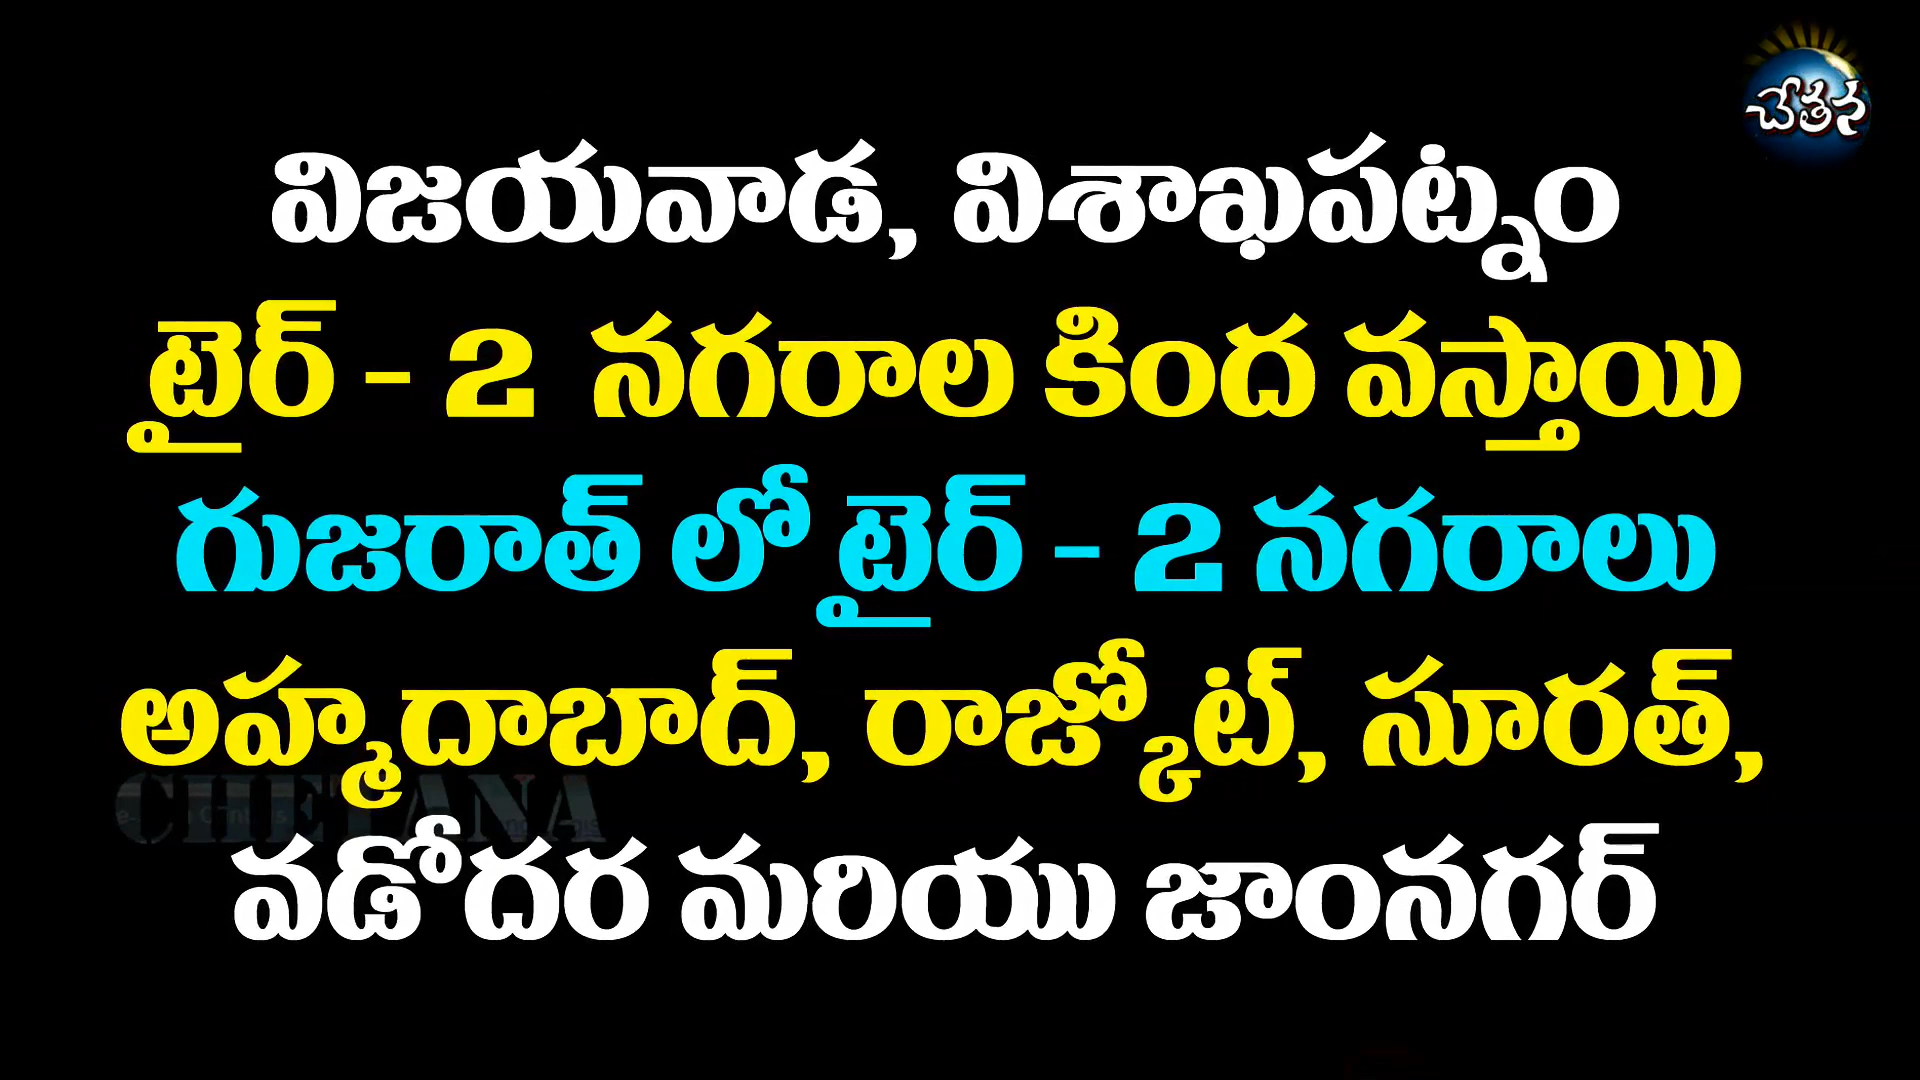 చేతన
విజయవాడ, విశాఖపట్నం
టైర్ - 2 నగరాల కింద వస్తాయి
గుజరాత్ లో టైర్ - 2 నగరాలు
అహ్మదాబాద్, రాజ్కోట్, సూరత్,
CHETANA
వడోదర మరియు జాంనగర్